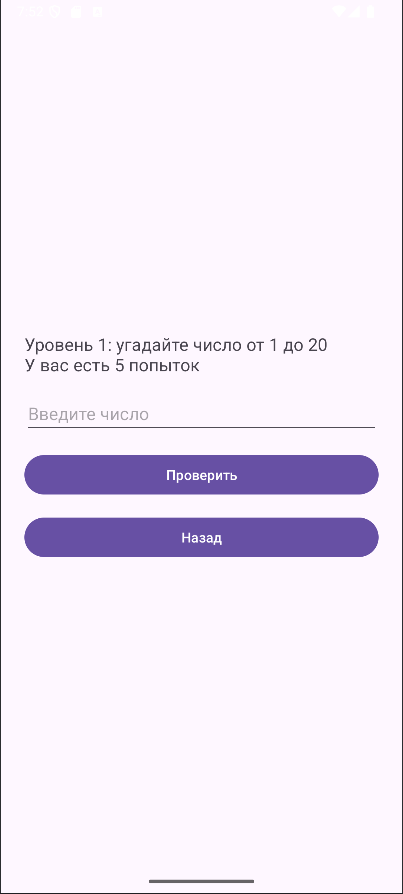 Уровень 1: угадайте число от 1 до 20
У вас есть 5 попыток
Введите число
Проверить
Назад